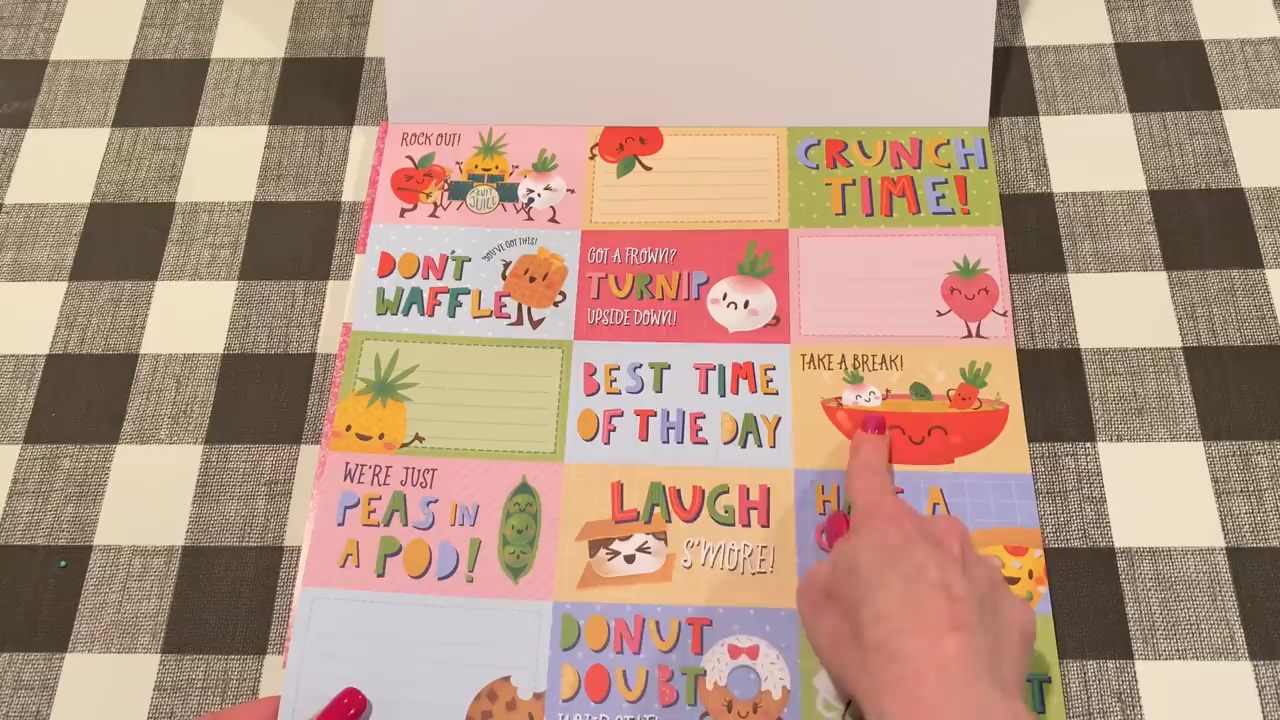 ROCK OUT!
FRUIT
JUICE
CRUNCH
TIME!
DON'T
WAFFLE
YOU'VE GOT THIS!
GOT A FROWN?
TURNIP
UPSIDE DOWN!
BEST TIME
OF THE DAY
TAKE A BREAK!
WE'RE JUST
PEAS IN
A POD!
LAUGH
S'MORE!
A
DONUT
DOUBT